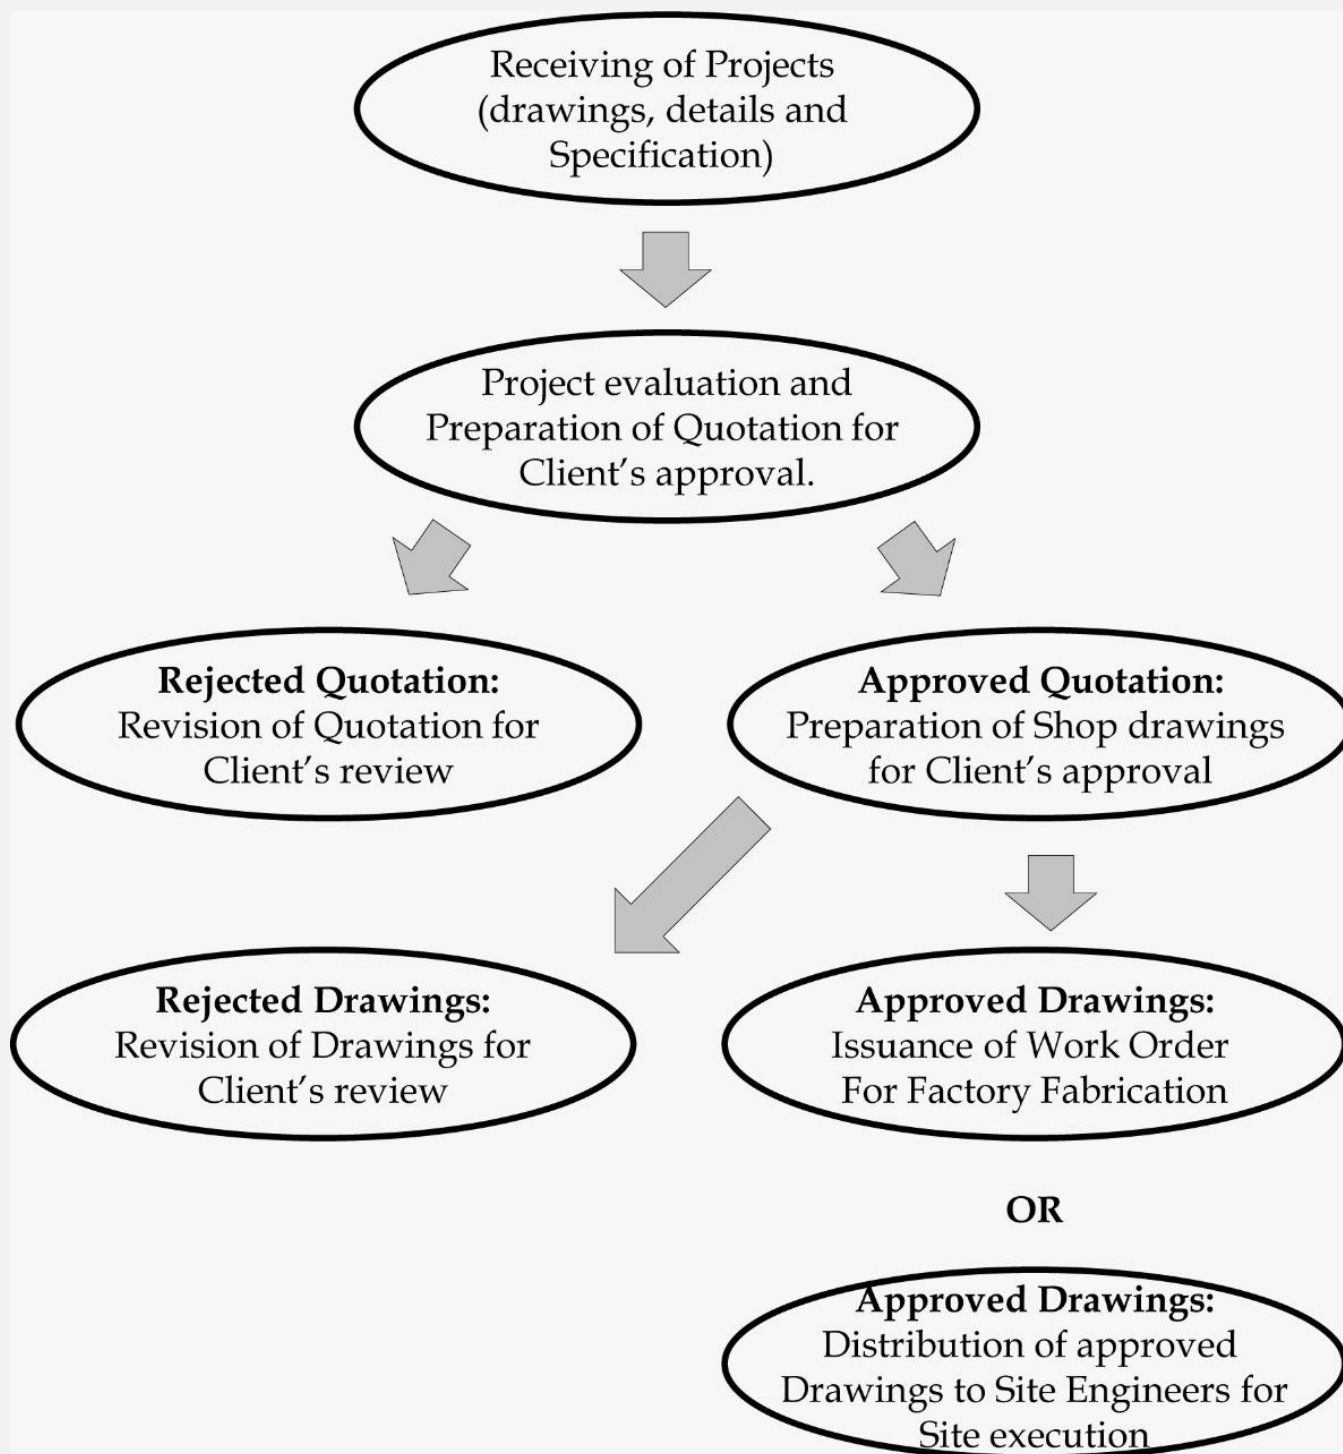 Receiving of Projects
(drawings, details and
Specification)
Project evaluation and
Preparation of Quotation for
Client's approval.
Rejected Quotation:
Revision of Quotation for
Client's review
Approved Quotation:
Preparation of Shop drawings
for Client's approval
Rejected Drawings:
Revision of Drawings for
Client's review
Approved Drawings:
Issuance of Work Order
For Factory Fabrication
OR
Approved Drawings:
Distribution of approved
Drawings to Site Engineers for
Site execution